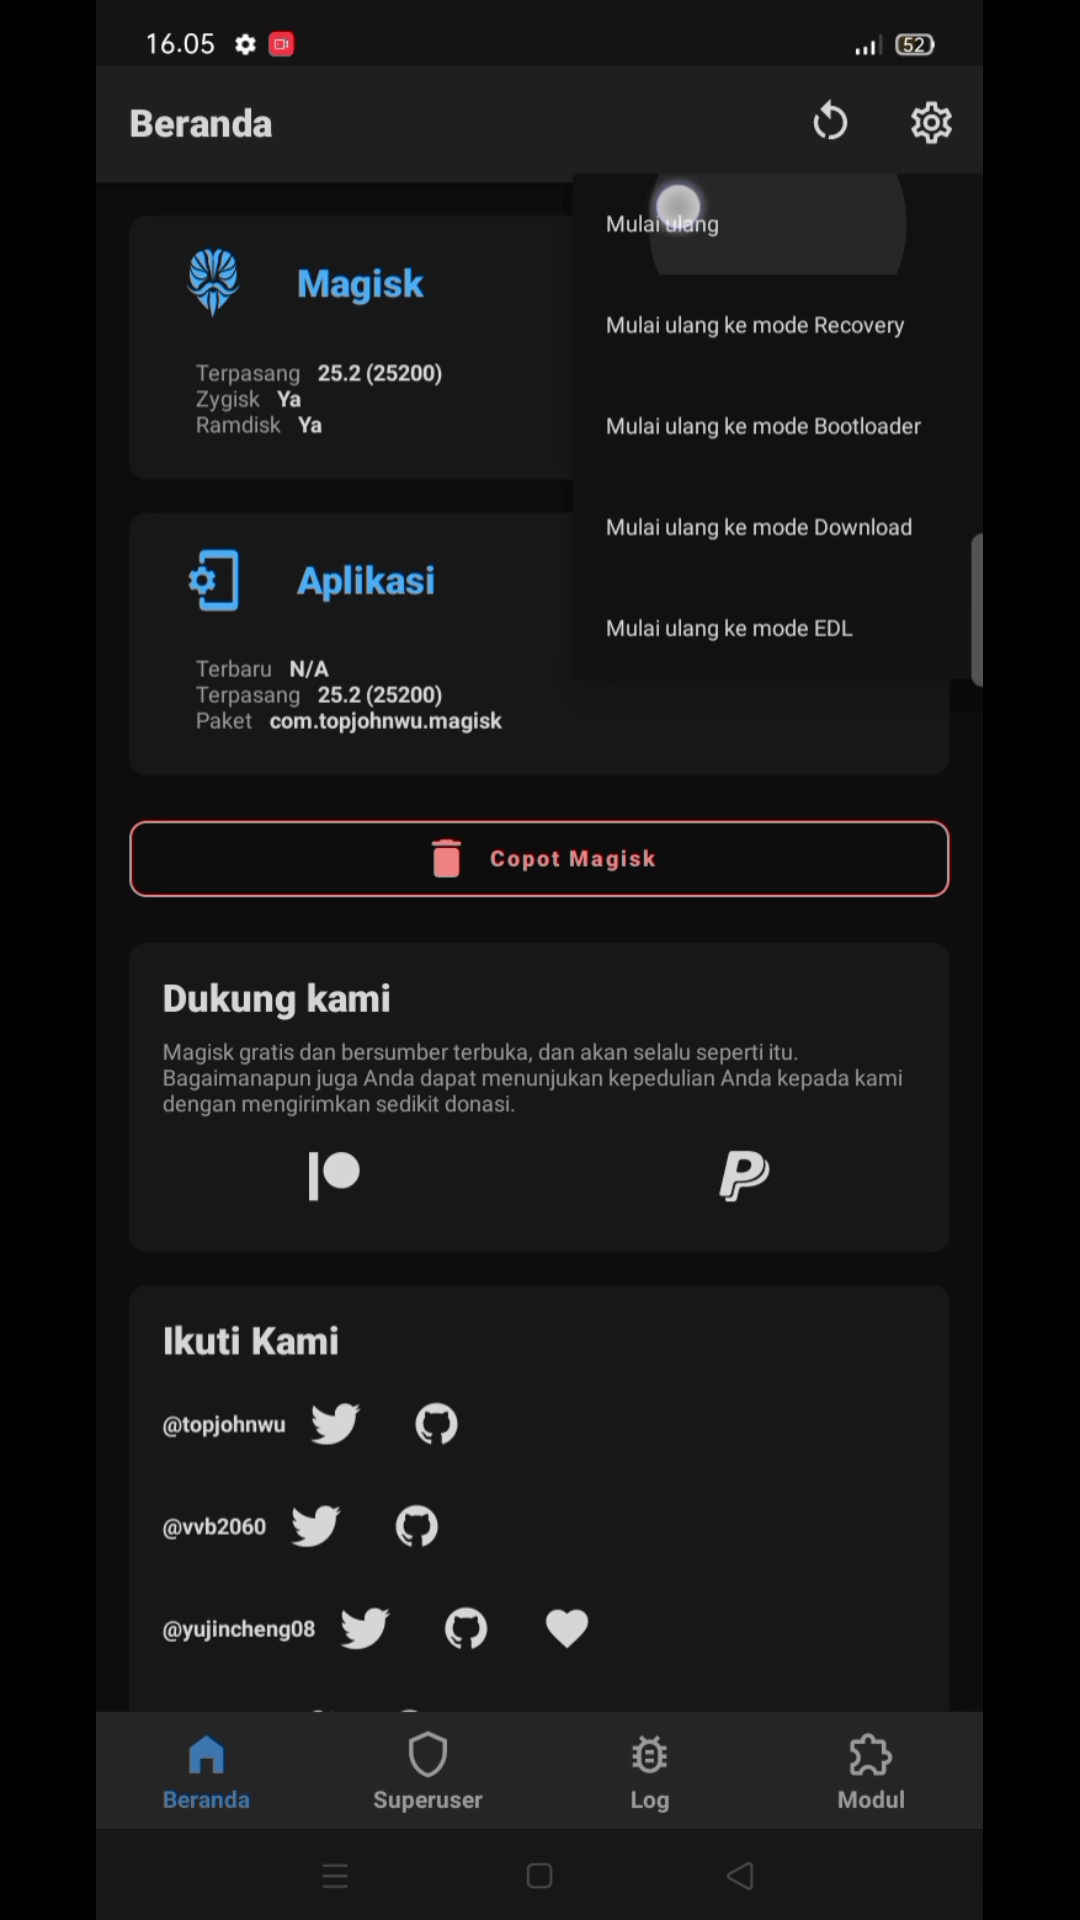 16.05
52
Beranda
Mulai ulang
Mulai ulang ke mode Recovery
Mulai ulang ke mode Bootloader
Mulai ulang ke mode Download
Mulai ulang ke mode EDL
Magisk
Terpasang 25.2 (25200)
Zygisk Ya
Ramdisk Ya
Aplikasi
Terbaru N/A
Terpasang 25.2 (25200)
Paket com.topjohnwu.magisk
Copot Magisk
Dukung kami
Magisk gratis dan bersumber terbuka, dan akan selalu seperti itu.
Bagaimanapun juga Anda dapat menunjukan kepedulian Anda kepada kami
dengan mengirimkan sedikit donasi.
Ikuti Kami
@topjohnwu
@vvb2060
@yujincheng08
Beranda
Superuser
Log
Modul